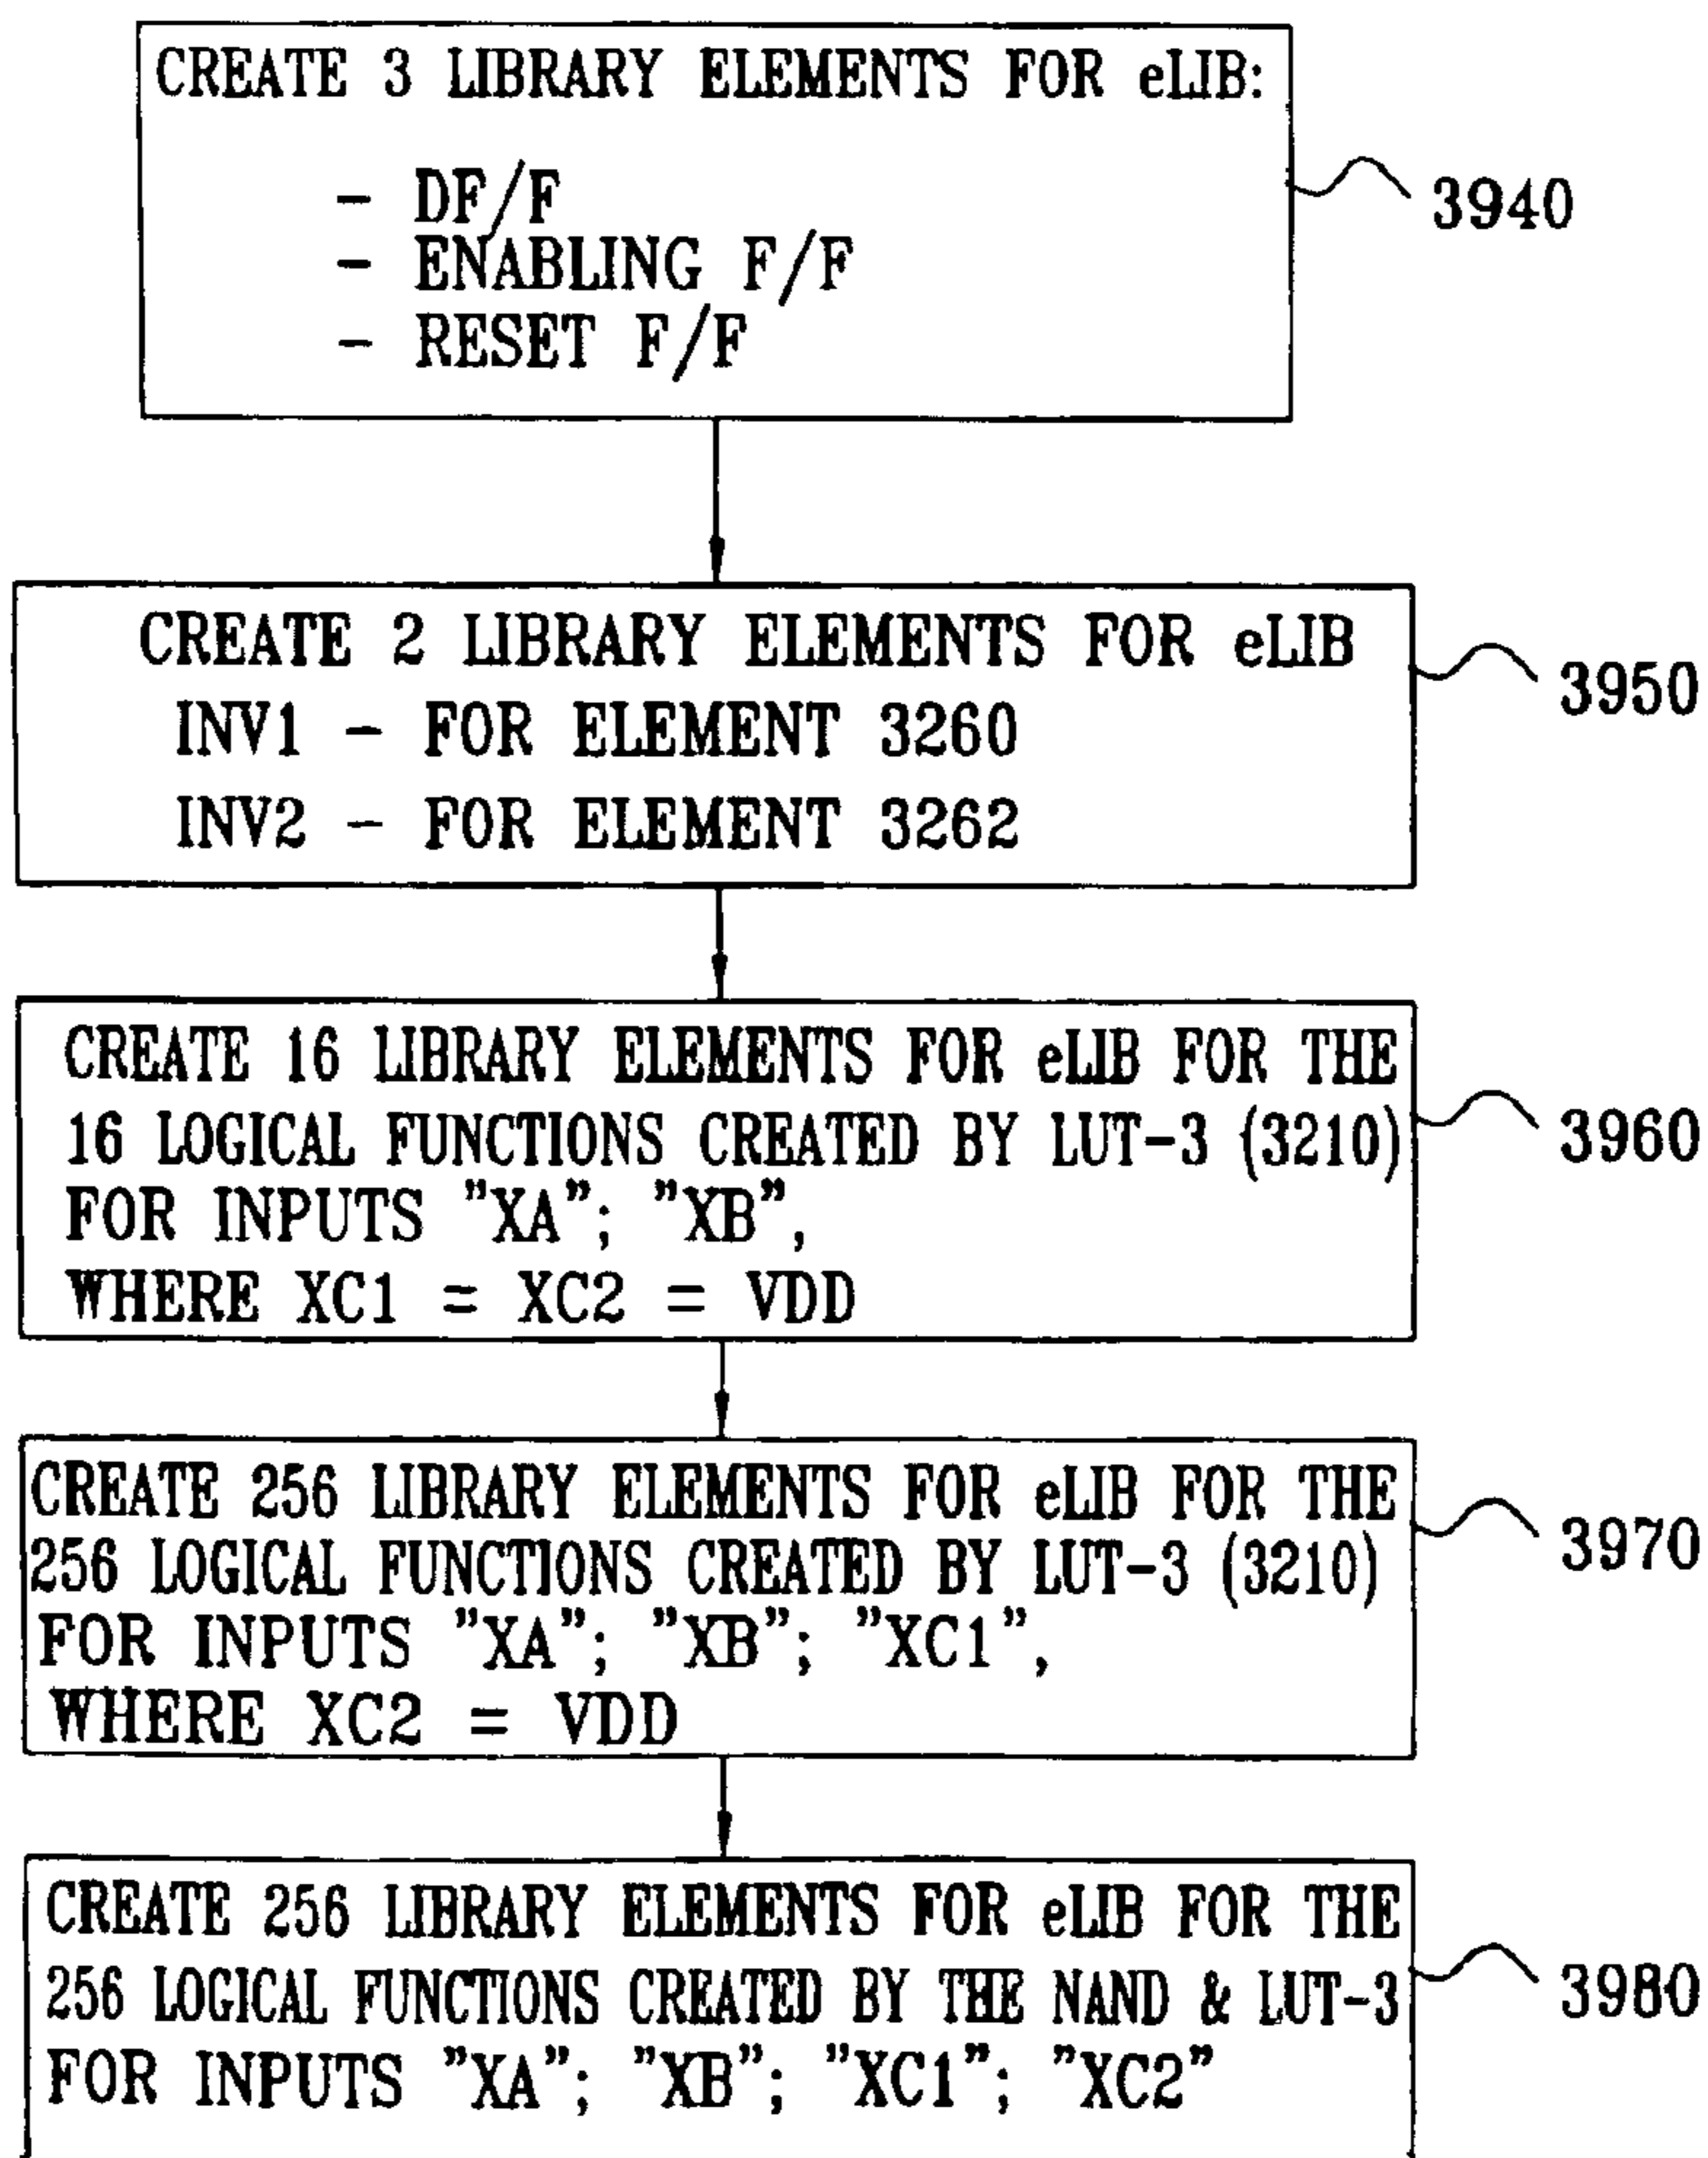 CREATE 3 LIBRARY ELEMENTS FOR eLIB:
- DF/F
- ENABLING F/F
- RESET F/F
3940
CREATE 2 LIBRARY ELEMENTS FOR eLIB
INV1 - FOR ELEMENT 3260
INV2 - FOR ELEMENT 3262
3950
CREATE 16 LIBRARY ELEMENTS FOR eLIB FOR THE
16 LOGICAL FUNCTIONS CREATED BY LUT-3 (3210)
FOR INPUTS "XA"; "XB",
WHERE XC1 = XC2 = VDD
3960
CREATE 256 LIBRARY ELEMENTS FOR eLIB FOR THE
256 LOGICAL FUNCTIONS CREATED BY LUT-3 (3210)
FOR INPUTS "XA"; "XB"; "XC1",
WHERE XC2 = VDD
3970
CREATE 256 LIBRARY ELEMENTS FOR eLIB FOR THE
256 LOGICAL FUNCTIONS CREATED BY THE NAND & LUT-3
FOR INPUTS "XA"; "XB"; "XC1"; "XC2"
3980